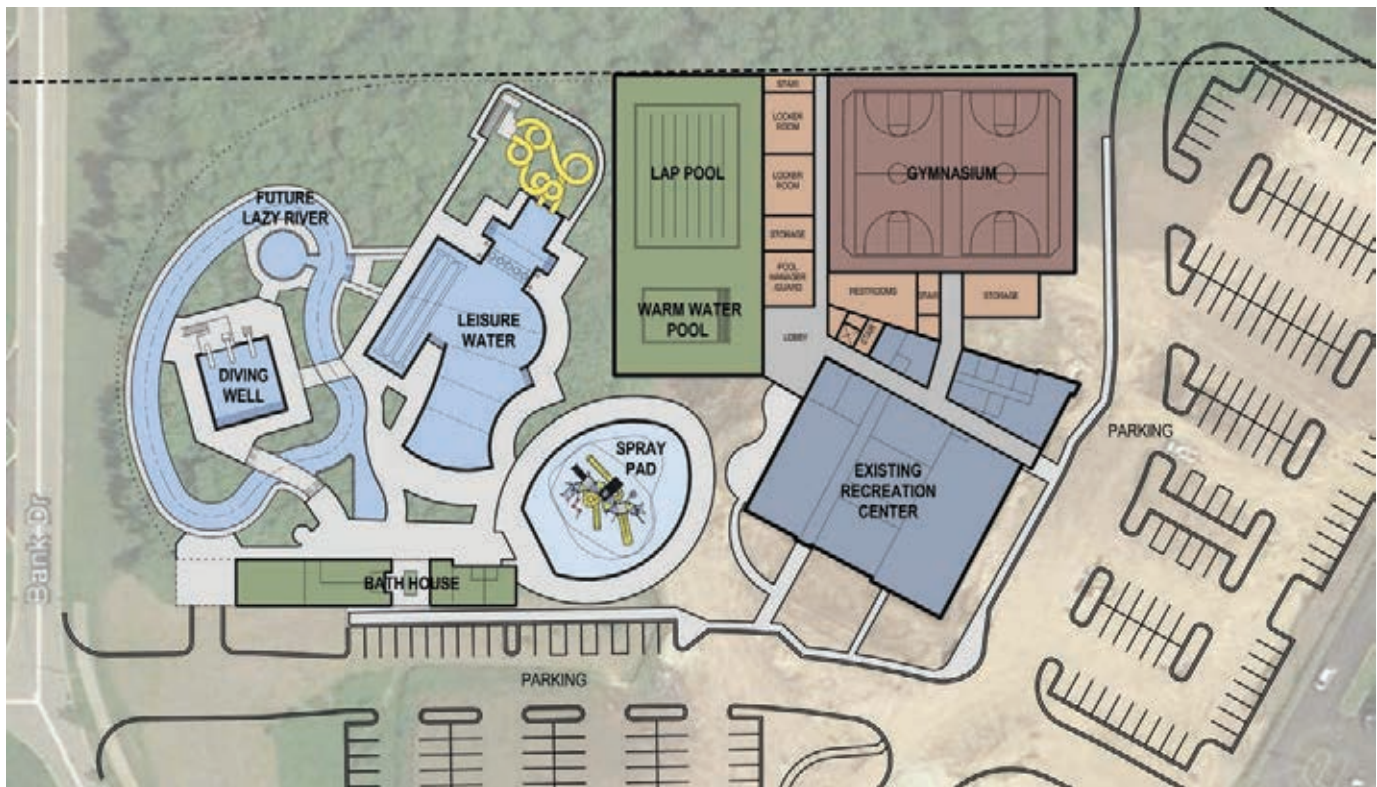 STAIR
LOCKER
ROOM
LAP POOL
GYMNASIUM
LOCKER
ROOM
FUTURE
LAZY RIVER
STORAGE
POOL
MANAGER
/GUARD
RESTROOMS
STAIR
STORAGE
WARM WATER
POOL
LEISURE
WATER
LOBBY
STAIR
DIVING
WELL
PARKING
SPRAY
PAD
EXISTING
RECREATION
CENTER
Bank Dr
BATH HOUSE
PARKING